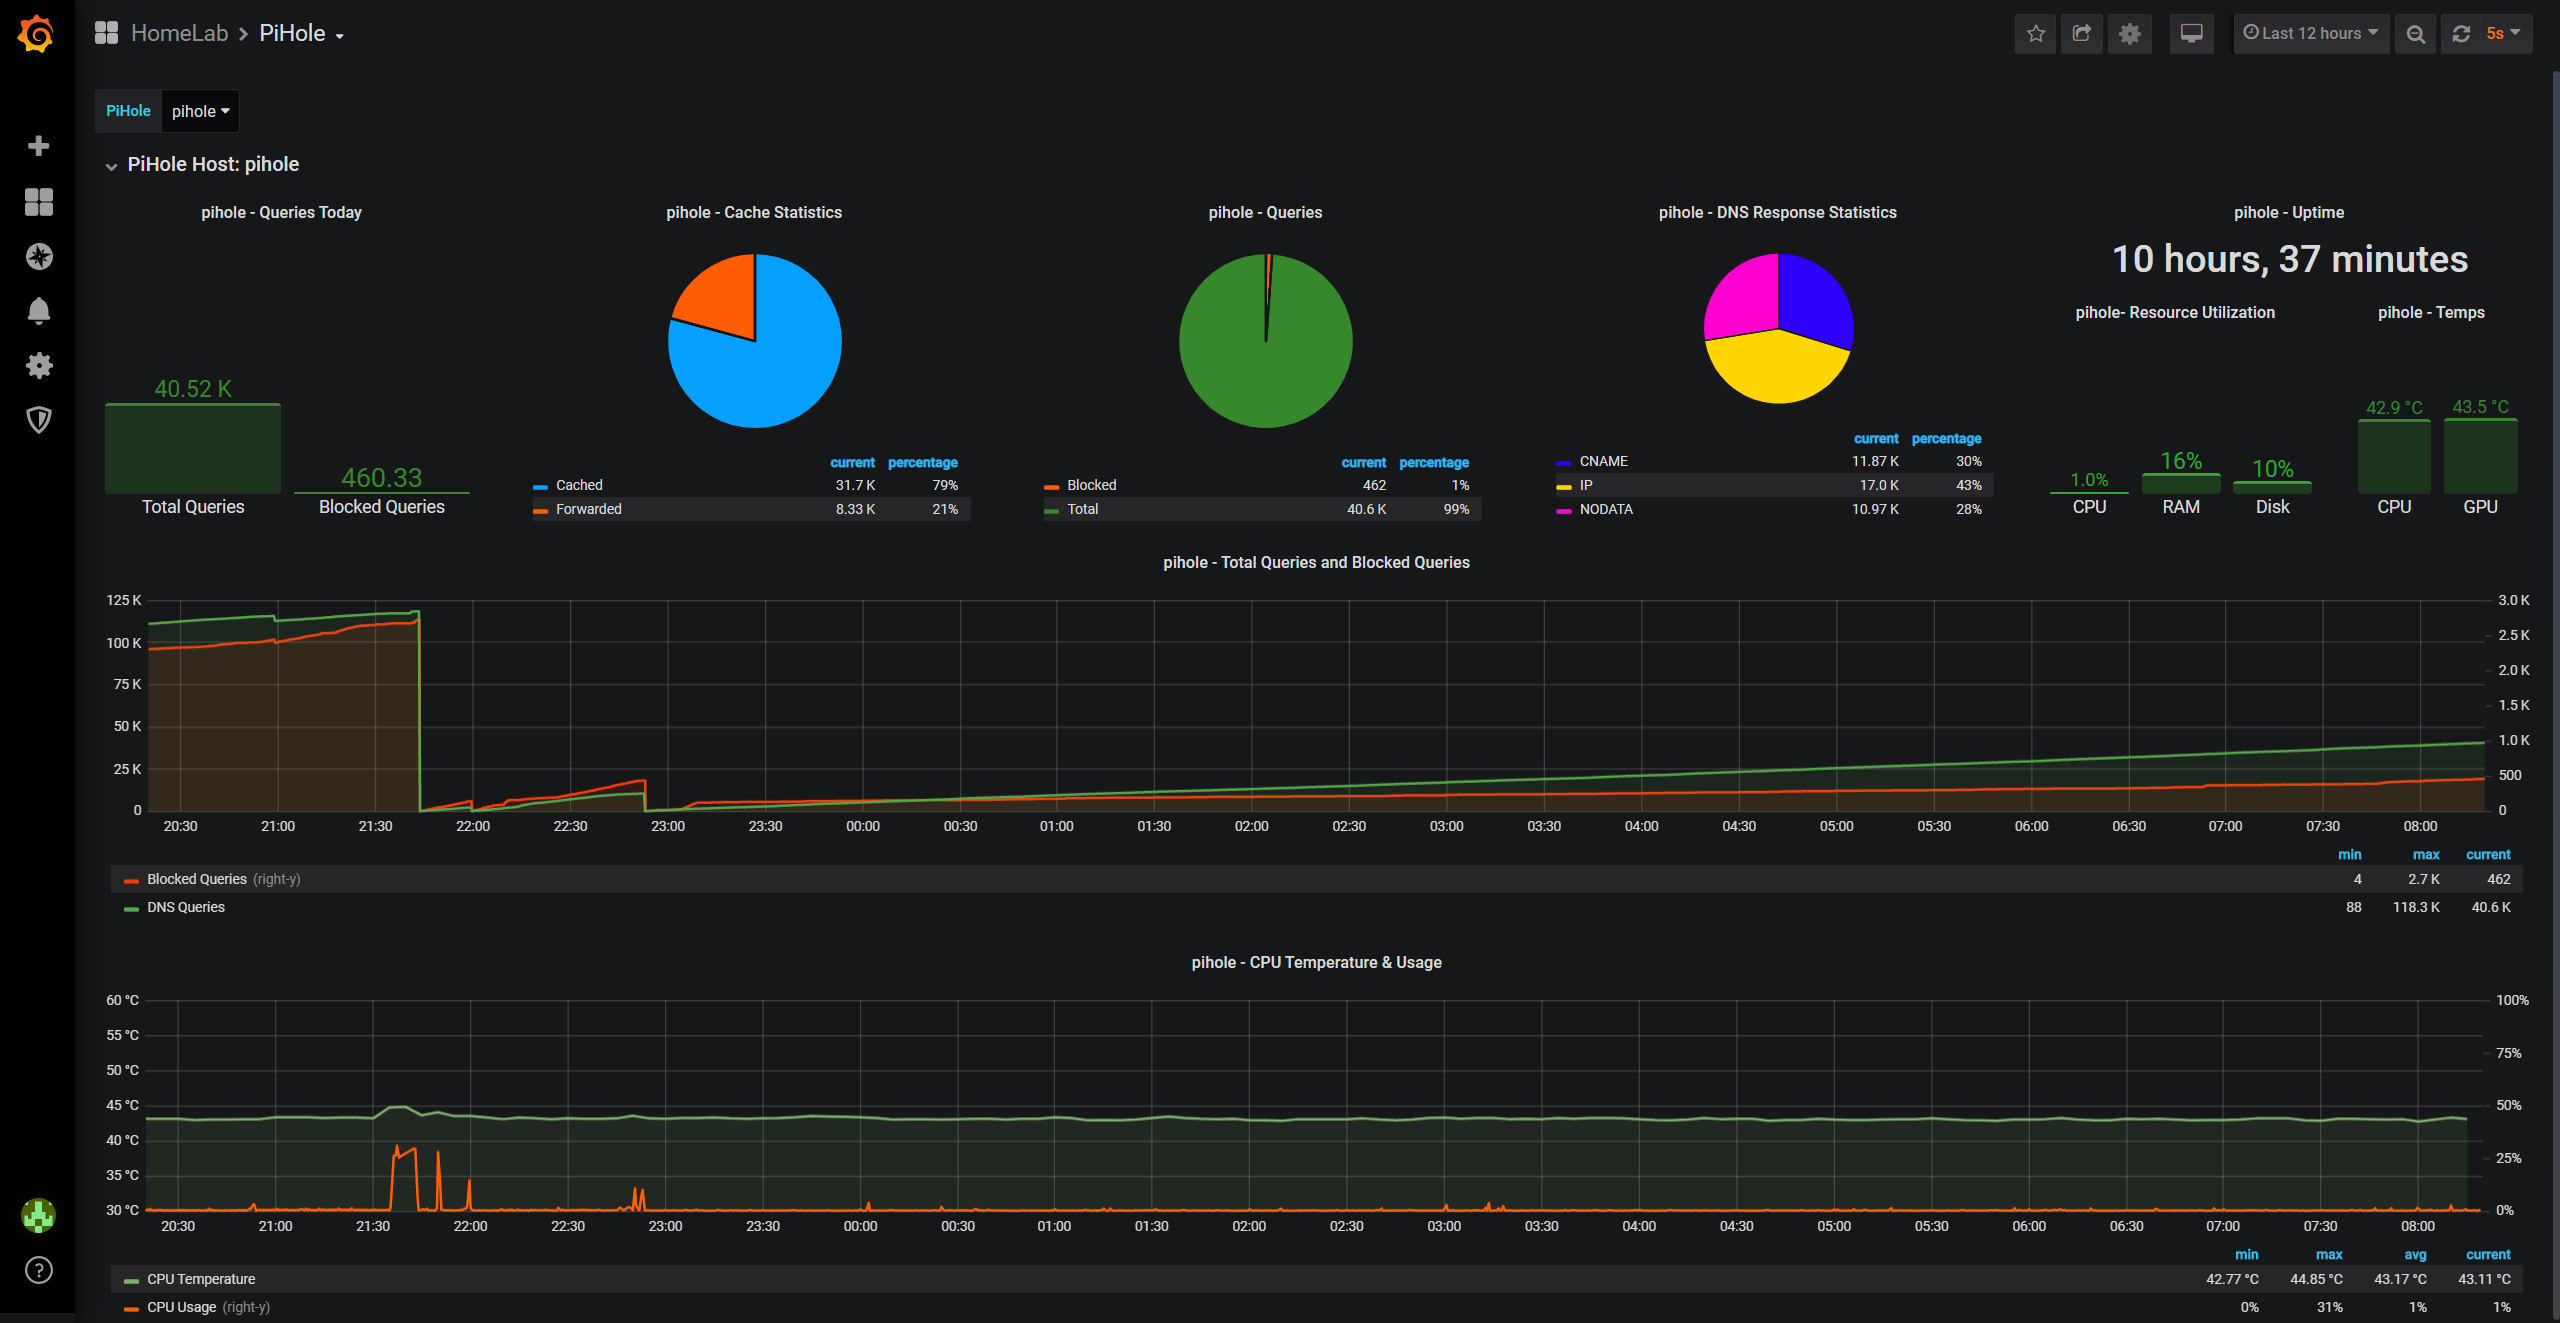 HomeLab > PiHole
Last 12 hours
5s
PiHole pihole
PiHole Host: pihole
pihole - Queries Today
40.52 K
Total Queries
460.33
Blocked Queries
pihole - Cache Statistics
current percentage
Cached 31.7 K 79%
Forwarded 8.33 K 21%
pihole - Queries
current percentage
Blocked 462 1%
Total 40.6 K 99%
pihole - DNS Response Statistics
current percentage
CNAME 11.87 K 30%
IP 17.0 K 43%
NODATA 10.97 K 28%
pihole - Uptime
10 hours, 37 minutes
pihole- Resource Utilization
1.0% 16% 10%
CPU RAM Disk
pihole - Temps
42.9 °C 43.5 °C
CPU GPU
pihole - Total Queries and Blocked Queries
125 K
100 K
75 K
50 K
25 K
0
3.0 K
2.5 K
2.0 K
1.5 K
1.0 K
500
0
20:30 21:00 21:30 22:00 22:30 23:00 23:30 00:00 00:30 01:00 01:30 02:00 02:30 03:00 03:30 04:00 04:30 05:00 05:30 06:00 06:30 07:00 07:30 08:00
min max current
Blocked Queries (right-y) 4 2.7 K 462
DNS Queries 88 118.3 K 40.6 K
pihole - CPU Temperature & Usage
60 °C
55 °C
50 °C
45 °C
40 °C
35 °C
30 °C
100%
75%
50%
25%
0%
20:30 21:00 21:30 22:00 22:30 23:00 23:30 00:00 00:30 01:00 01:30 02:00 02:30 03:00 03:30 04:00 04:30 05:00 05:30 06:00 06:30 07:00 07:30 08:00
min max avg current
CPU Temperature 42.77 °C 44.85 °C 43.17 °C 43.11 °C
CPU Usage (right-y) 0% 31% 1% 1%